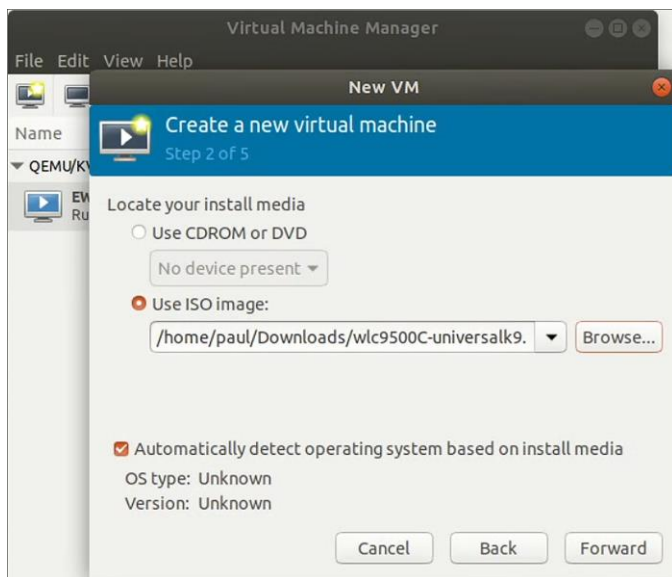 Virtual Machine Manager
File Edit View Help
New VM
Create a new virtual machine
Step 2 of 5
Name
QEMU/KV
EW
Ru
Locate your install media
Use CDROM or DVD
No device present
Use ISO image:
/home/paul/Downloads/wlc9500C-universalk9.
Browse...
Automatically detect operating system based on install media
OS type: Unknown
Version: Unknown
Cancel Back Forward